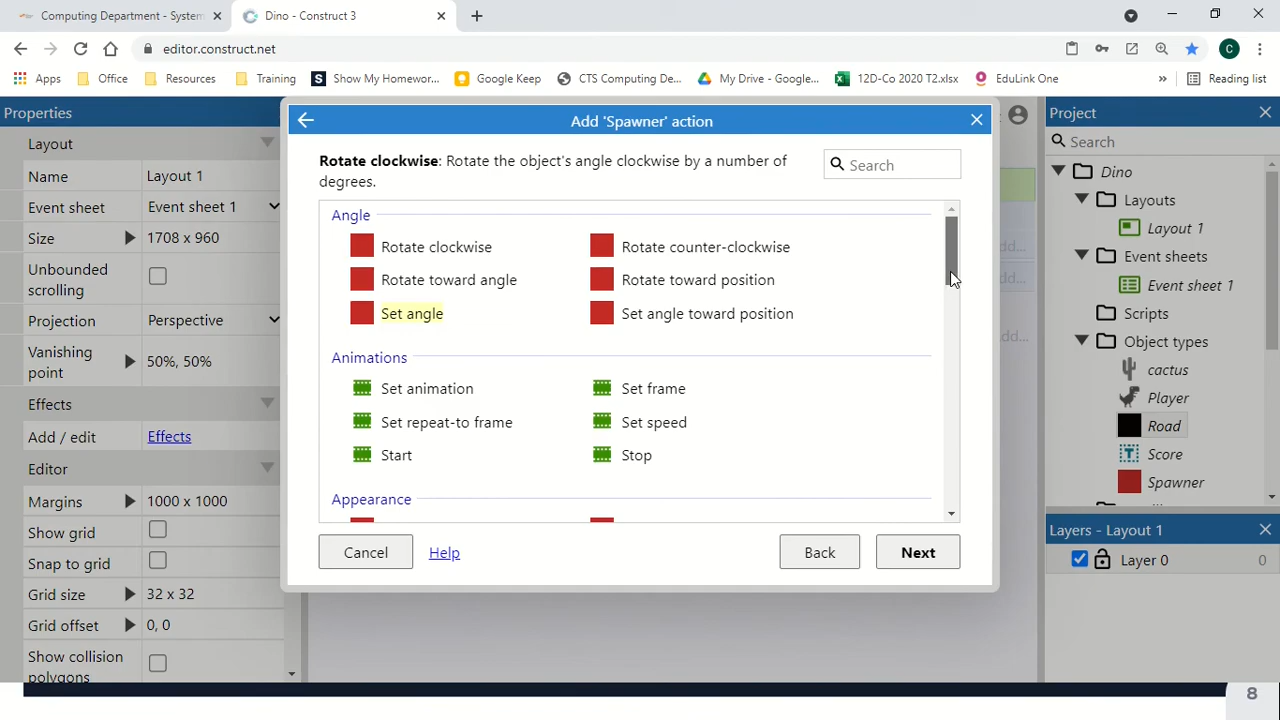 Computing Department - System
Dino - Construct 3
editor.construct.net
C
Apps
Office
Resources
Training
S
Show My Homewor...
Google Keep
CTS Computing De...
My Drive - Google...
12D-Co 2020 T2.xlsx
EduLink One
»
Reading list
Properties
Layout
Name
Layout 1
Event sheet
Event sheet 1
Size
1708 x 960
Unbounded
scrolling
Projection
Perspective
Vanishing
point
50%, 50%
Effects
Add / edit
Effects
Editor
Margins
1000 x 1000
Show grid
Snap to grid
Grid size
32 x 32
Grid offset
0, 0
Show collision
polygons
Add 'Spawner' action
Rotate clockwise: Rotate the object's angle clockwise by a number of
degrees.
Search
Angle
Rotate clockwise
Rotate counter-clockwise
Rotate toward angle
Rotate toward position
Set angle
Set angle toward position
Animations
Set animation
Set frame
Set repeat-to frame
Set speed
Start
Stop
Appearance
Cancel
Help
Back
Next
dd...
dd...
dd...
Project
Search
Dino
Layouts
Layout 1
Event sheets
Event sheet 1
Scripts
Object types
cactus
Player
Road
T
Score
Spawner
Layers - Layout 1
Layer 0
0
8